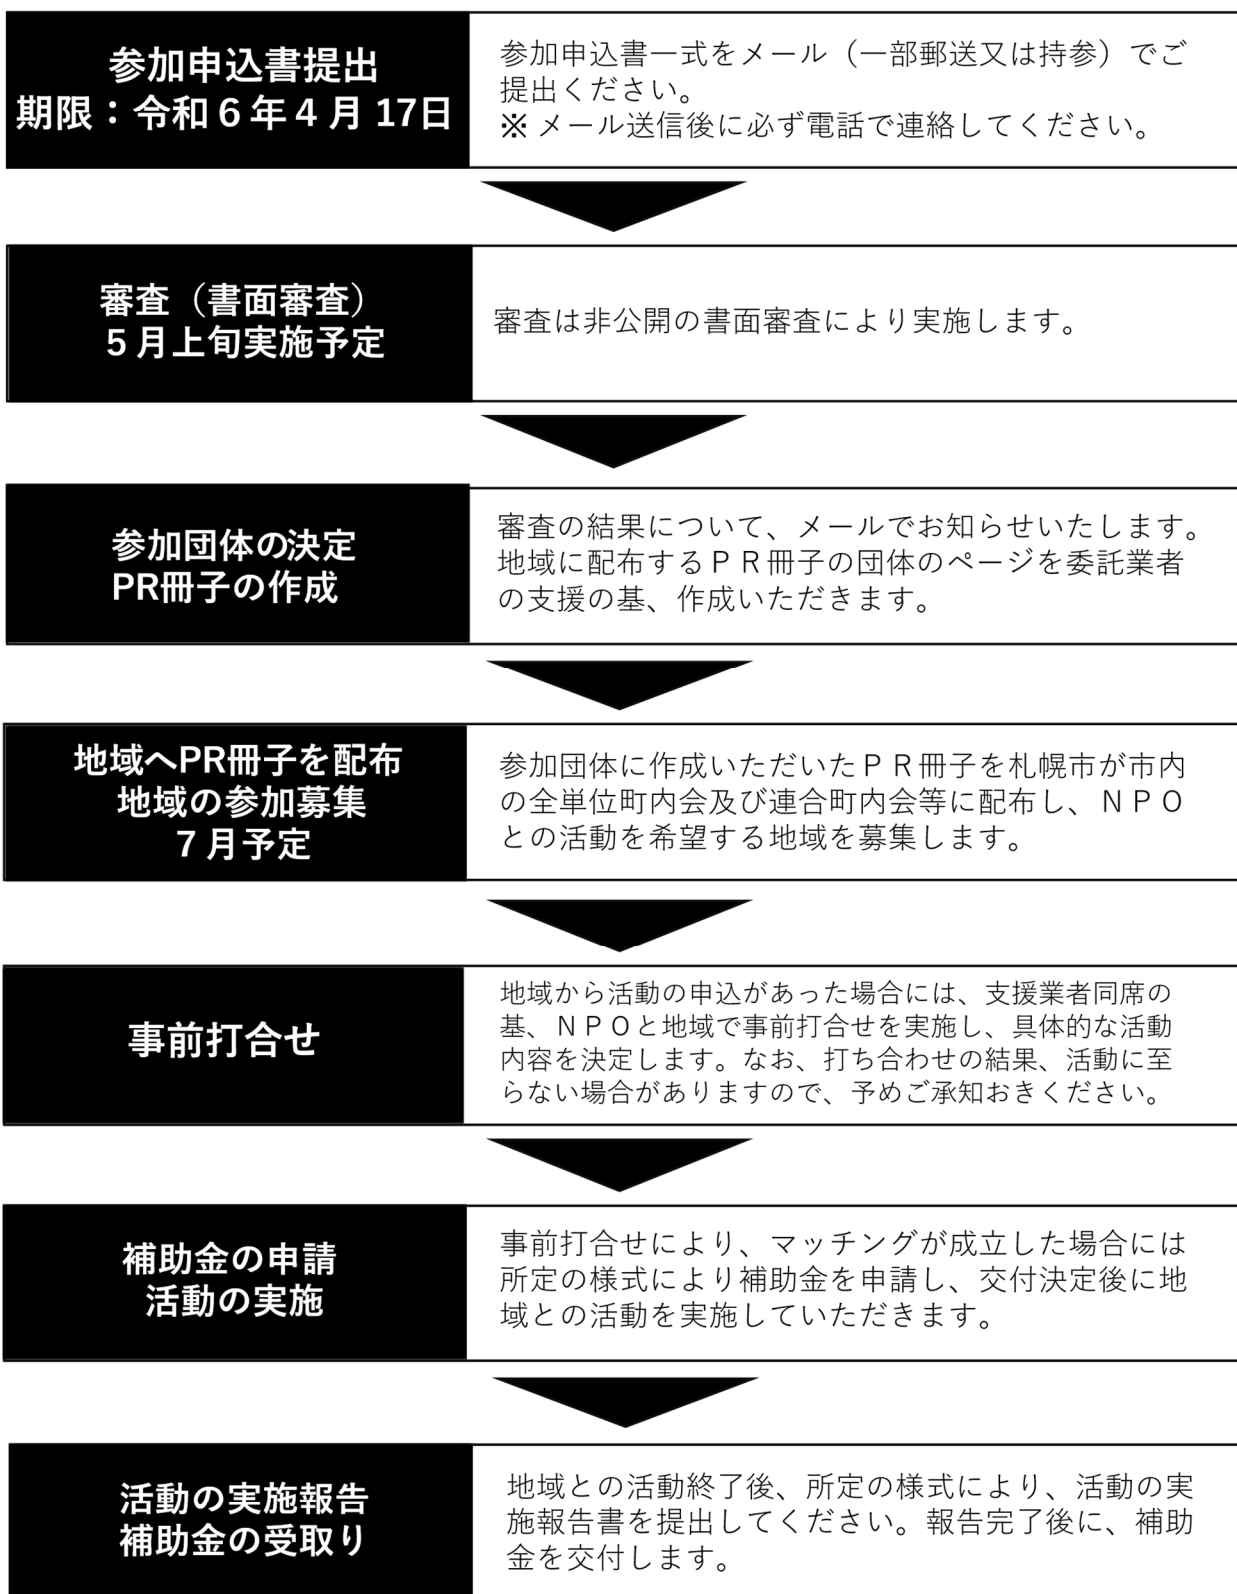 参加申込書提出
期限：令和６年４月 17日
参加申込書一式をメール（一部郵送又は持参）でご
提出ください。
※ メール送信後に必ず電話で連絡してください。
審査（書面審査）
５月上旬実施予定
審査は非公開の書面審査により実施します。
参加団体の決定
PR冊子の作成
審査の結果について、メールでお知らせいたします。
地域に配布するＰＲ冊子の団体のページを委託業者
の支援の基、作成いただきます。
地域へPR冊子を配布
地域の参加募集
７月予定
参加団体に作成いただいたＰＲ冊子を札幌市が市内
の全単位町内会及び連合町内会等に配布し、ＮＰＯ
との活動を希望する地域を募集します。
事前打合せ
地域から活動の申込があった場合には、支援業者同席の
基、ＮＰＯと地域で事前打合せを実施し、具体的な活動
内容を決定します。なお、打ち合わせの結果、活動に至
らない場合がありますので、予めご承知おきください。
補助金の申請
活動の実施
事前打合せにより、マッチングが成立した場合には
所定の様式により補助金を申請し、交付決定後に地
域との活動を実施していただきます。
活動の実施報告
補助金の受取り
地域との活動終了後、所定の様式により、活動の実
施報告書を提出してください。報告完了後に、補助
金を交付します。